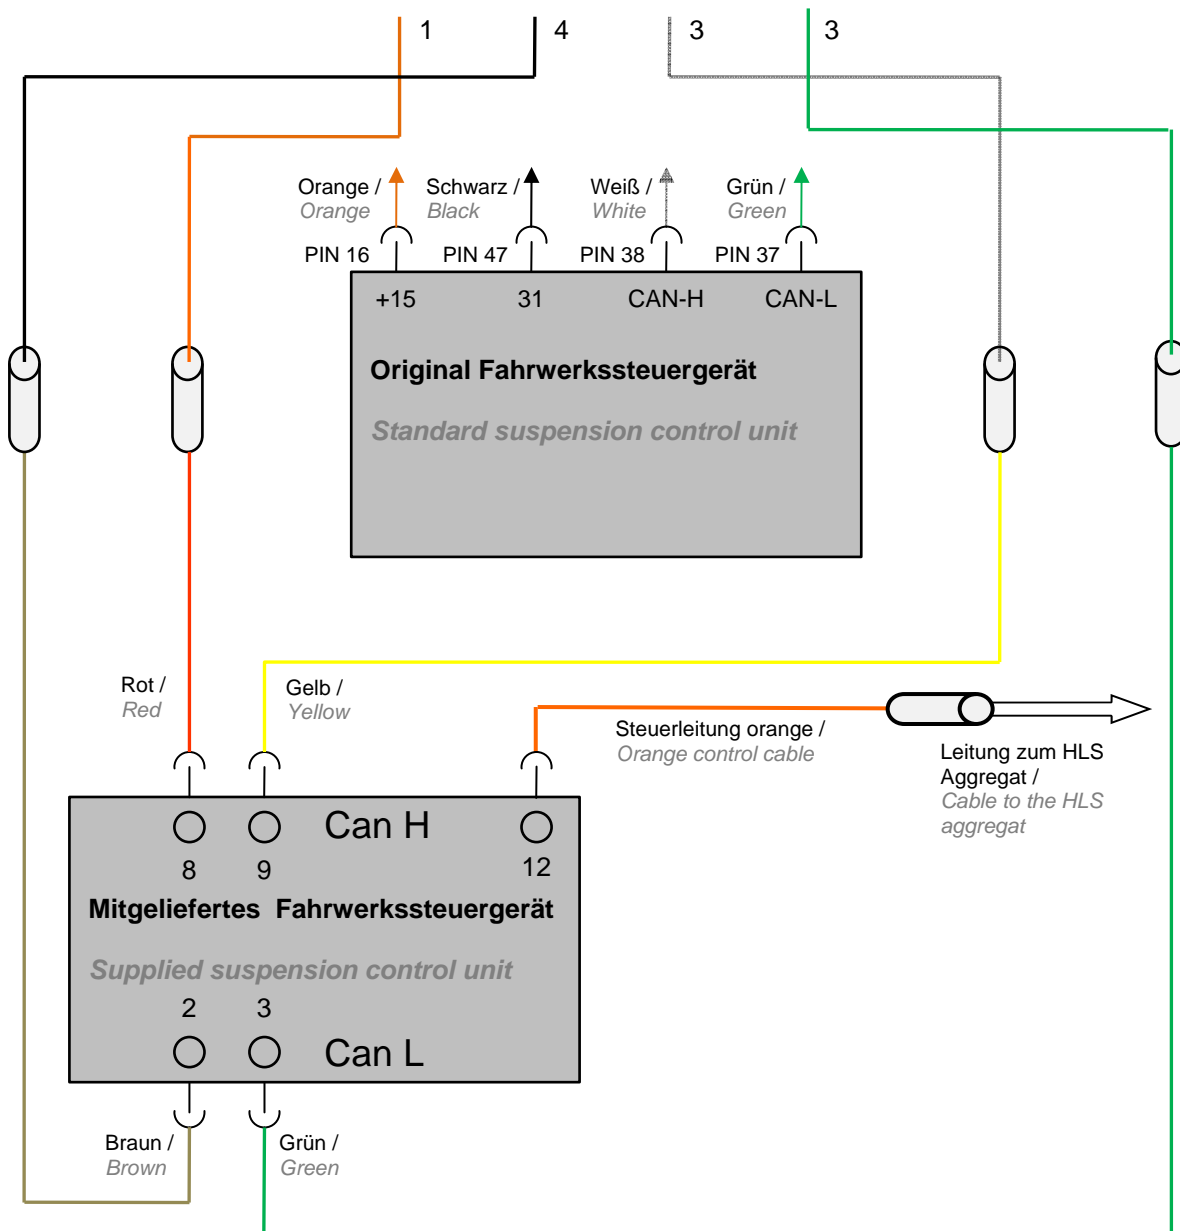 1
4
3
3
Orange /
Orange
Schwarz /
Black
Weiß /
White
Grün /
Green
PIN 16
PIN 47
PIN 38
PIN 37
+15
31
CAN-H
CAN-L
Original Fahrwerkssteuergerät
Standard suspension control unit
Rot /
Red
Gelb /
Yellow
Steuerleitung orange /
Orange control cable
Leitung zum HLS
Aggregat /
Cable to the HLS
aggregat
Can H
8
9
12
Mitgeliefertes Fahrwerkssteuergerät
Supplied suspension control unit
2
3
Can L
Braun /
Brown
Grün /
Green